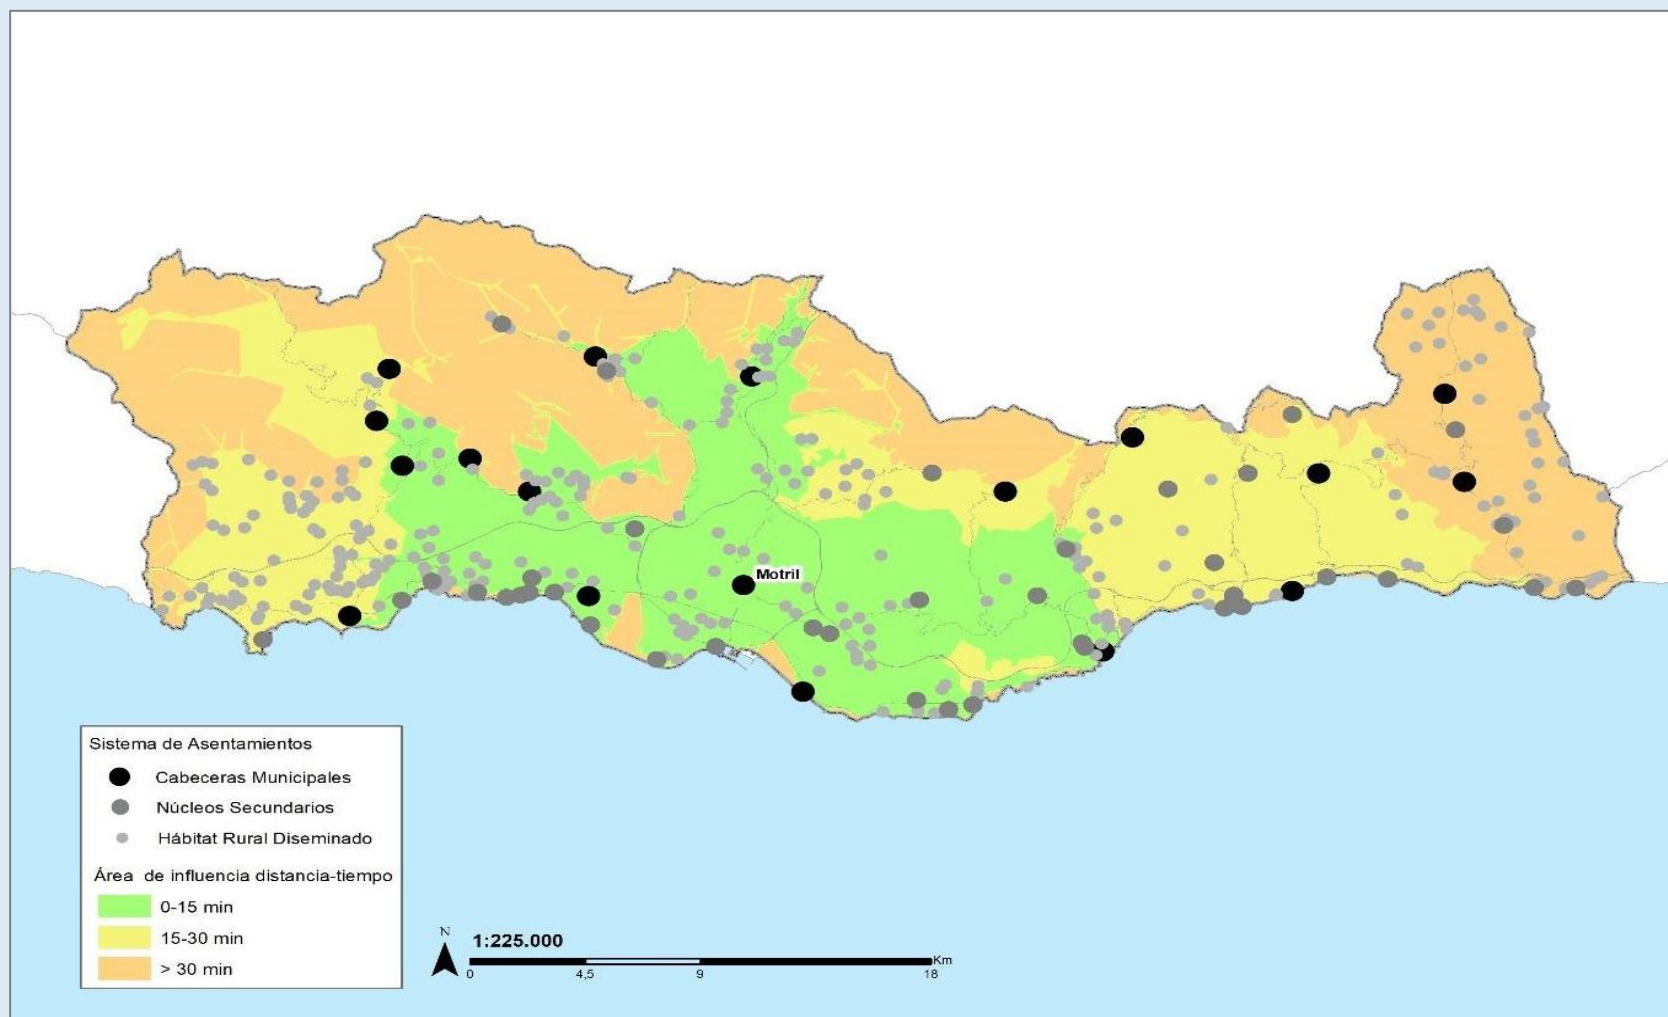 Motril
Sistema de Asentamientos
Cabeceras Municipales
Núcleos Secundarios
Hábitat Rural Diseminado
Área de influencia distancia-tiempo
0-15 min
15-30 min
> 30 min
N
1:225.000
Km
0 4,5 9 18